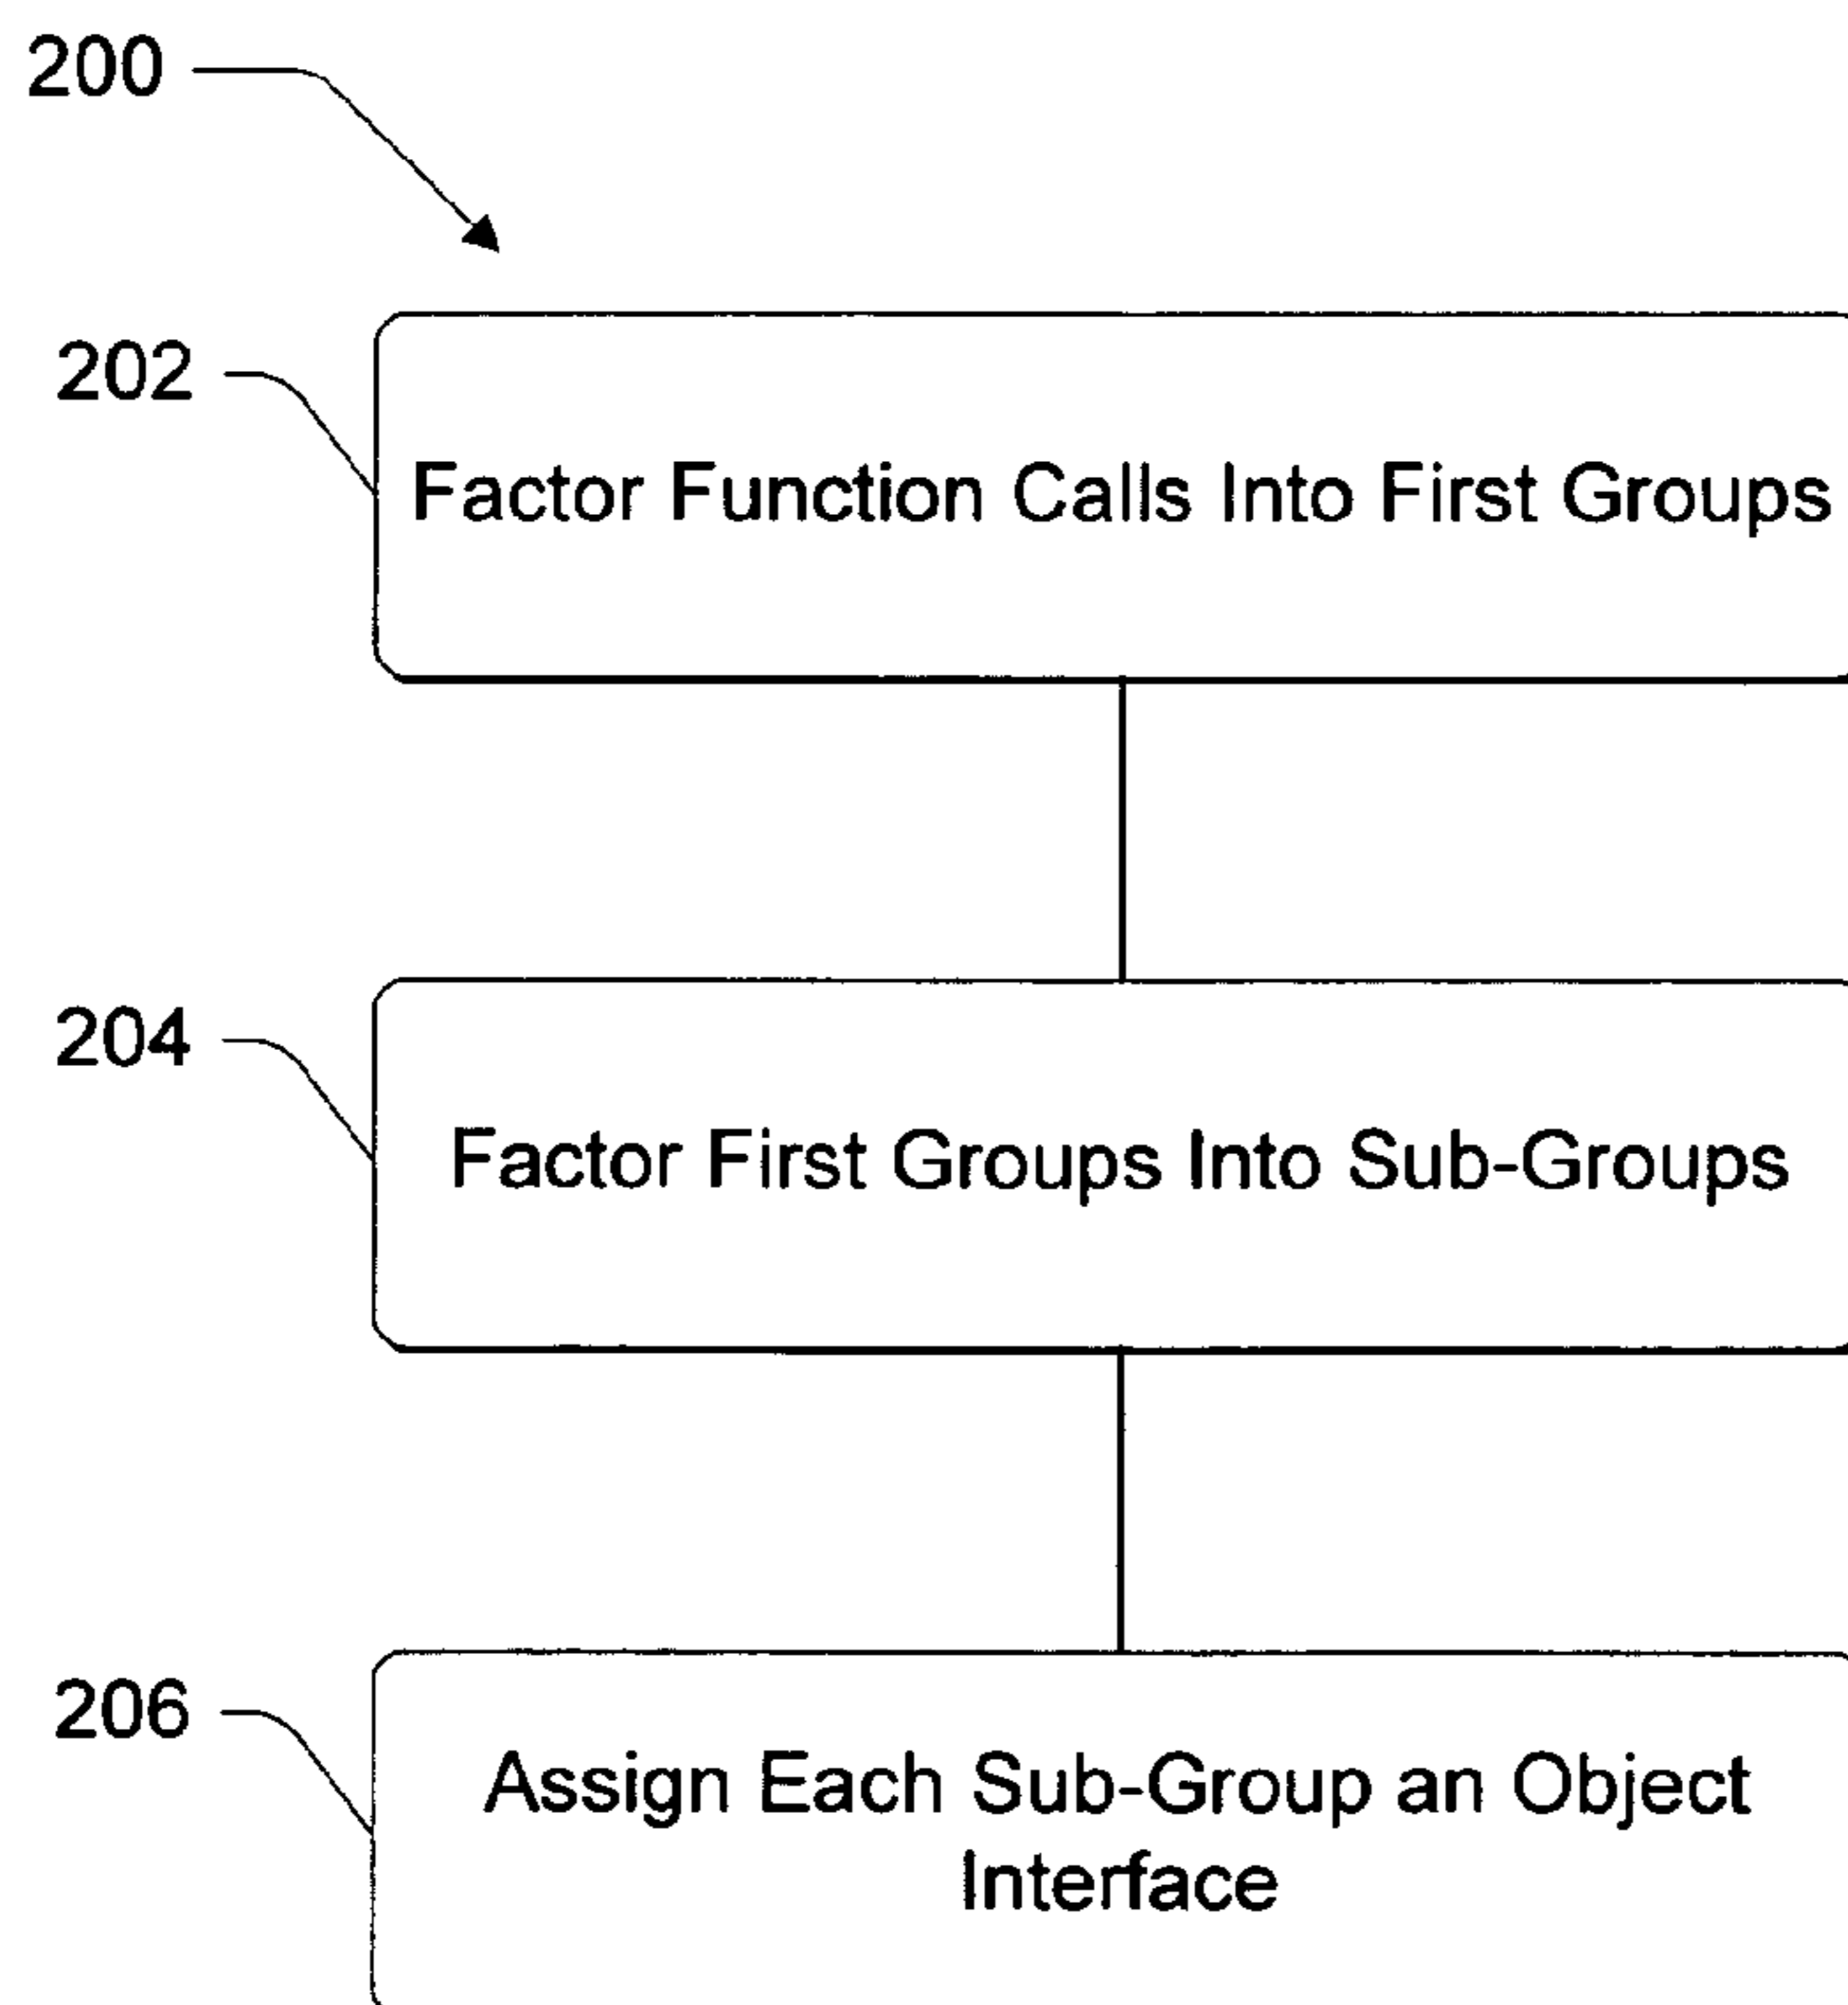 200
202
Factor Function Calls Into First Groups
204
Factor First Groups Into Sub-Groups
206
Assign Each Sub-Group an Object
Interface